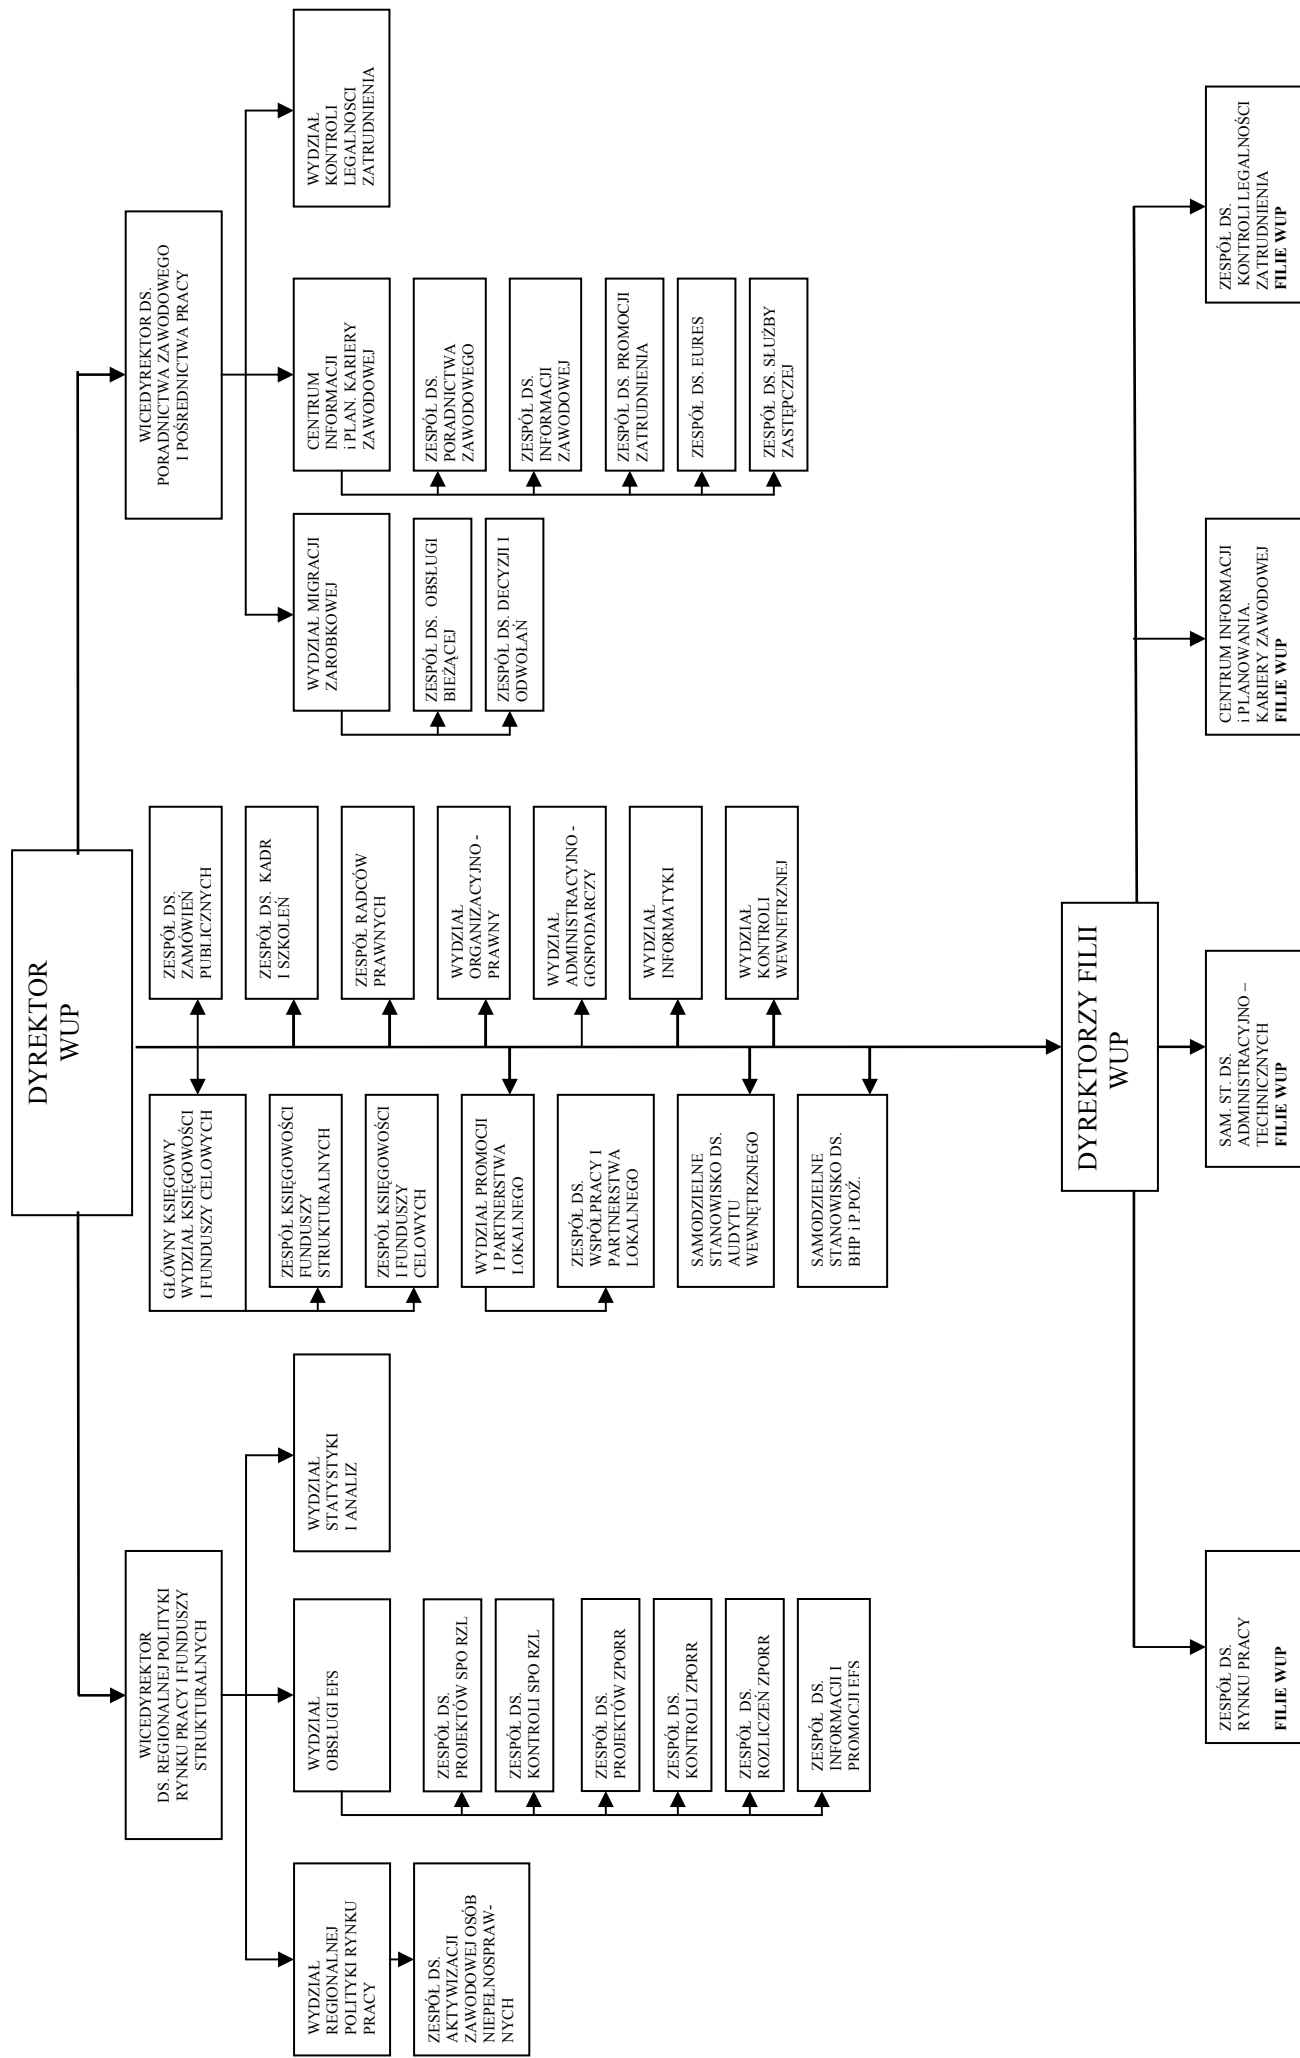 DYREKTOR
WUP
WICEDYREKTOR
DS. REGIONALNEJ POLITYKI
RYNKU PRACY I FUNDUSZY
STRUKTURALNYCH
WYDZIAŁ
REGIONALNEJ
POLITYKI RYNKU
PRACY
ZESPÓŁ DS.
AKTYWIZACJI
ZAWODOWEJ OSÓB
NIEPEŁNOSPRAW-
NYCH
WYDZIAŁ
OBSŁUGI EFS
ZESPÓŁ DS.
PROJEKTÓW SPO RZL
ZESPÓŁ DS.
KONTROLI SPO RZL
ZESPÓŁ DS.
PROJEKTÓW ZPORR
ZESPÓŁ DS.
KONTROLI ZPORR
ZESPÓŁ DS.
ROZLICZEŃ ZPORR
ZESPÓŁ DS.
INFORMACJI I
PROMOCJI EFS
WYDZIAŁ
STATYSTYKI
I ANALIZ
GŁÓWNY KSIĘGOWY
WYDZIAŁ KSIĘGOWOŚCI
I FUNDUSZY CELOWYCH
ZESPÓŁ KSIĘGOWOŚCI
FUNDUSZY
STRUKTURALNYCH
ZESPÓŁ KSIĘGOWOŚCI
I FUNDUSZY
CELOWYCH
WYDZIAŁ PROMOCJI
I PARTNERSTWA
LOKALNEGO
ZESPÓŁ DS.
WSPÓŁPRACY I
PARTNERSTWA
LOKALNEGO
SAMODZIELNE
STANOWISKO DS.
AUDYTU
WEWNĘTRZNEGO
SAMODZIELNE
STANOWISKO DS.
BHP i P.POŻ.
ZESPÓŁ DS.
ZAMÓWIEŃ
PUBLICZNYCH
ZESPÓŁ DS. KADR
I SZKOLEŃ
ZESPÓŁ RADCÓW
PRAWNYCH
WYDZIAŁ
ORGANIZACYJNO -
PRAWNY
WYDZIAŁ
ADMINISTRACYJNO -
GOSPODARCZY
WYDZIAŁ
INFORMATYKI
WYDZIAŁ
KONTROLI
WEWNETRZNEJ
WICEDYREKTOR DS.
PORADNICTWA ZAWODOWEGO
I POŚREDNICTWA PRACY
WYDZIAŁ MIGRACJI
ZAROBKOWEJ
ZESPÓŁ DS. OBSŁUGI
BIEŻĄCEJ
ZESPÓŁ DS. DECYZJI I
ODWOŁAŃ
CENTRUM
INFORMACJI
i PLAN. KARIERY
ZAWODOWEJ
ZESPÓŁ DS.
PORADNICTWA
ZAWODOWEGO
ZESPÓŁ DS.
INFORMACJI
ZAWODOWEJ
ZESPÓŁ DS. PROMOCJI
ZATRUDNIENIA
ZESPÓŁ DS. EURES
ZESPÓŁ DS. SŁUŻBY
ZASTĘPCZEJ
WYDZIAŁ
KONTROLI
LEGALNOSCI
ZATRUDNIENIA
DYREKTORZY FILII
WUP
ZESPÓŁ DS.
RYNKU PRACY
FILIE WUP
SAM. ST. DS.
ADMINISTRACYJNO –
TECHNICZNYCH
FILIE WUP
CENTRUM INFORMACJI
i PLANOWANIA.
KARIERY ZAWODOWEJ
FILIE WUP
ZESPÓŁ DS.
KONTROLI LEGALNOŚCI
ZATRUDNIENIA
FILIE WUP